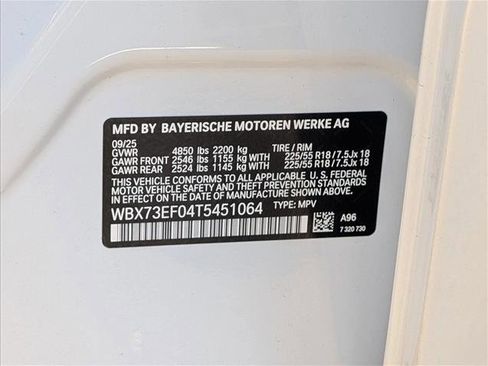 MFD BY BAYERISCHE MOTOREN WERKE AG
09/25
GVWR 4850 lbs 2200 kg TIRE / RIM
GAWR FRONT 2546 lbs 1155 kg WITH 225/55 R18 / 7.5Jx 18
GAWR REAR 2524 lbs 1145 kg WITH 225/55 R18 / 7.5Jx 18
THIS VEHICLE CONFORMS TO ALL APPLICABLE U. S. FEDERAL
MOTOR VEHICLE SAFETY, BUMPER, AND THEFT PREVENTION STANDARDS
IN EFFECT ON THE DATE OF MANUFACTURE SHOWN ABOVE.
WBX73EF04T5451064 TYPE: MPV
A96
7 320 730